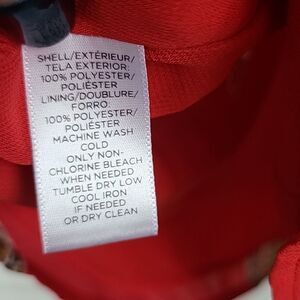 SHELL/EXTÉRIEUR/
TELA EXTERIOR:
100% POLYESTER/
POLIÉSTER
LINING/DOUBLURE/
FORRO:
100% POLYESTER/
POLIÉSTER
MACHINE WASH
COLD
ONLY NON-
CHLORINE BLEACH
WHEN NEEDED
TUMBLE DRY LOW
COOL IRON
IF NEEDED
OR DRY CLEAN